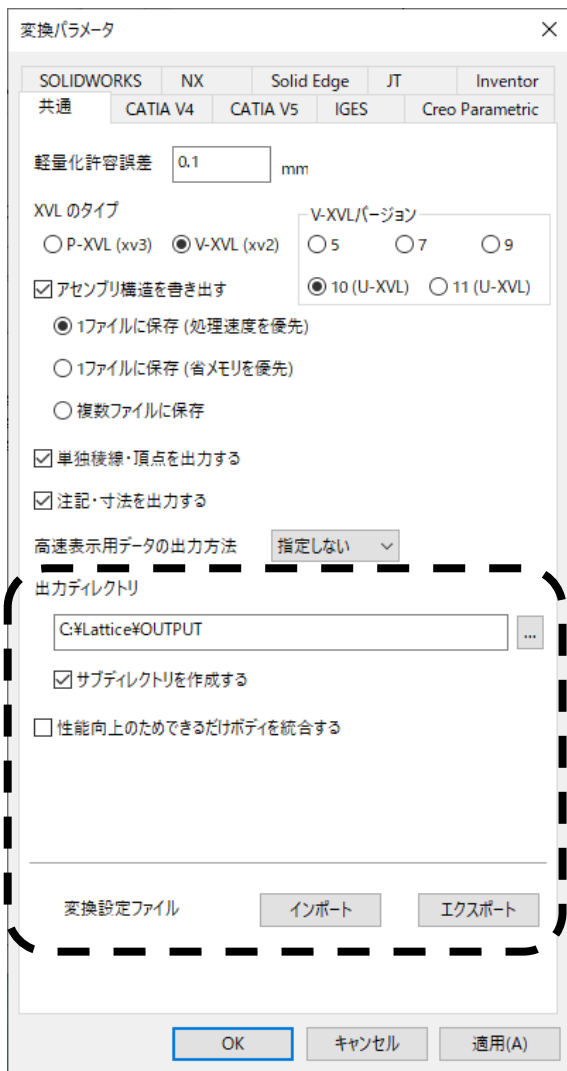 変換パラメータ
SOLIDWORKS NX Solid Edge JT Inventor
共通 CATIA V4 CATIA V5 IGES Creo Parametric
軽量化許容誤差 0.1 mm
XVL のタイプ
P-XVL (xv3) V-XVL (xv2)
V-XVLバージョン
5 7 9
10 (U-XVL) 11 (U-XVL)
アセンブリ構造を書き出す
1ファイルに保存 (処理速度を優先)
1ファイルに保存 (省メモリを優先)
複数ファイルに保存
単独稜線・頂点を出力する
注記・寸法を出力する
高速表示用データの出力方法 指定しない
出力ディレクトリ
C:¥Lattice¥OUTPUT ...
サブディレクトリを作成する
性能向上のためできるだけボディを統合する
変換設定ファイル インポート エクスポート
OK キャンセル 適用(A)